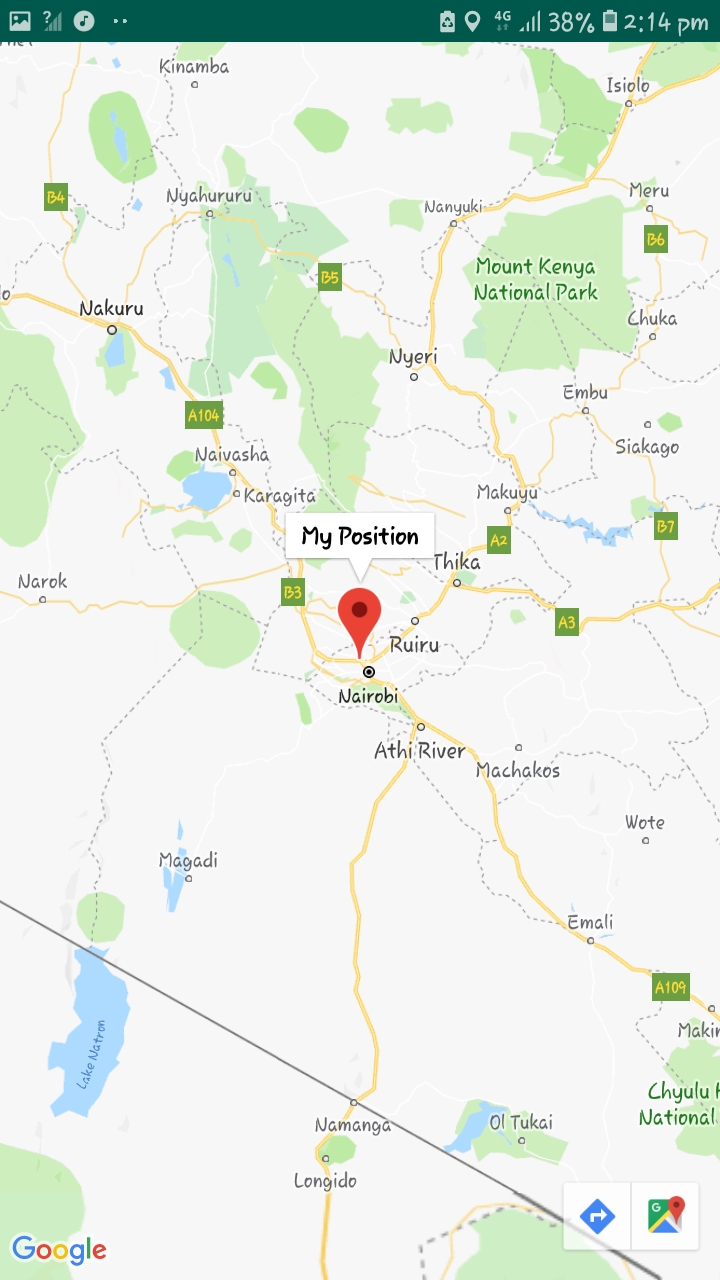 4G 38% 2:14 pm
Kinamba
Isiolo
B4
Nyahururu
Meru
Nanyuki
B6
Mount Kenya
National Park
B5
Nakuru
Chuka
Nyeri
Embu
A104
Siakago
Naivasha
Karagita
Makuyu
My Position
A2
B7
Thika
Narok
B3
A3
Ruiru
Nairobi
Athi River
Machakos
Wote
Magadi
Emali
A109
Makin
Lake Natron
Chyulu
National
Namanga
Ol Tukai
Longido
G
Google